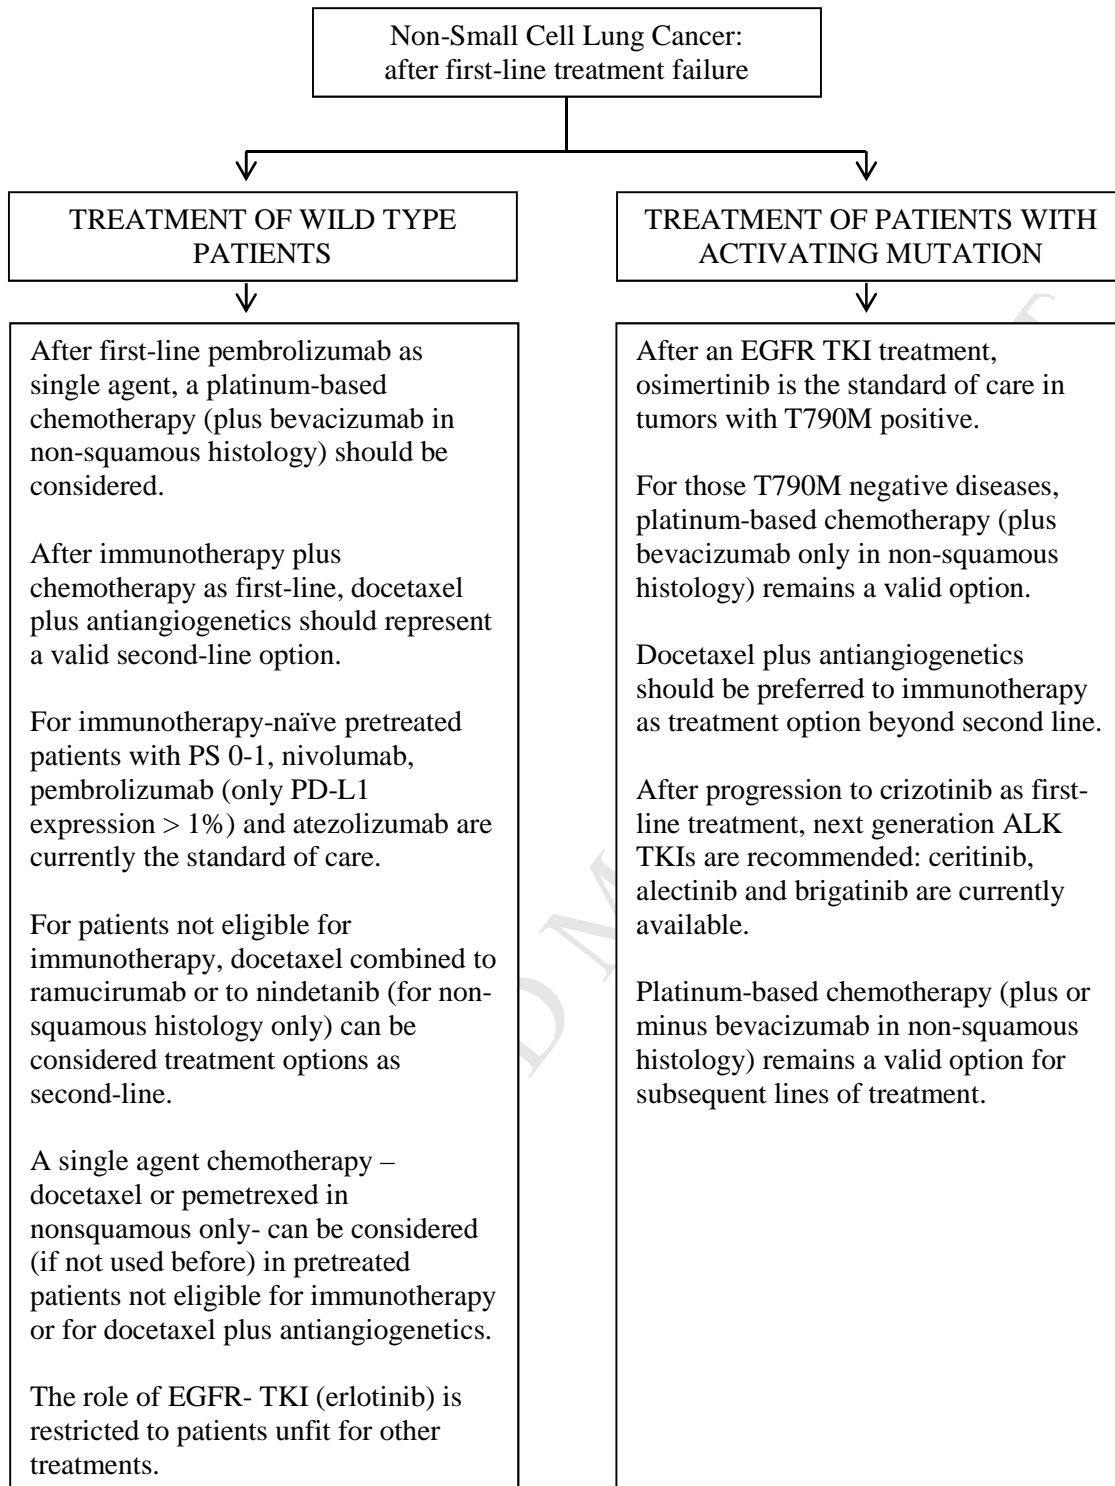 Non-Small Cell Lung Cancer:
after first-line treatment failure
TREATMENT OF WILD TYPE
PATIENTS
After first-line pembrolizumab as
single agent, a platinum-based
chemotherapy (plus bevacizumab in
non-squamous histology) should be
considered.
After immunotherapy plus
chemotherapy as first-line, docetaxel
plus antiangiogenetics should represent
a valid second-line option.
For immunotherapy-naïve pretreated
patients with PS 0-1, nivolumab,
pembrolizumab (only PD-L1
expression > 1%) and atezolizumab are
currently the standard of care.
For patients not eligible for
immunotherapy, docetaxel combined to
ramucirumab or to nindetanib (for non-
squamous histology only) can be
considered treatment options as
second-line.
A single agent chemotherapy –
docetaxel or pemetrexed in
nonsquamous only- can be considered
(if not used before) in pretreated
patients not eligible for immunotherapy
or for docetaxel plus antiangiogenetics.
The role of EGFR- TKI (erlotinib) is
restricted to patients unfit for other
treatments.
TREATMENT OF PATIENTS WITH
ACTIVATING MUTATION
After an EGFR TKI treatment,
osimertinib is the standard of care in
tumors with T790M positive.
For those T790M negative diseases,
platinum-based chemotherapy (plus
bevacizumab only in non-squamous
histology) remains a valid option.
Docetaxel plus antiangiogenetics
should be preferred to immunotherapy
as treatment option beyond second line.
After progression to crizotinib as first-
line treatment, next generation ALK
TKIs are recommended: ceritinib,
alectinib and brigatinib are currently
available.
Platinum-based chemotherapy (plus or
minus bevacizumab in non-squamous
histology) remains a valid option for
subsequent lines of treatment.